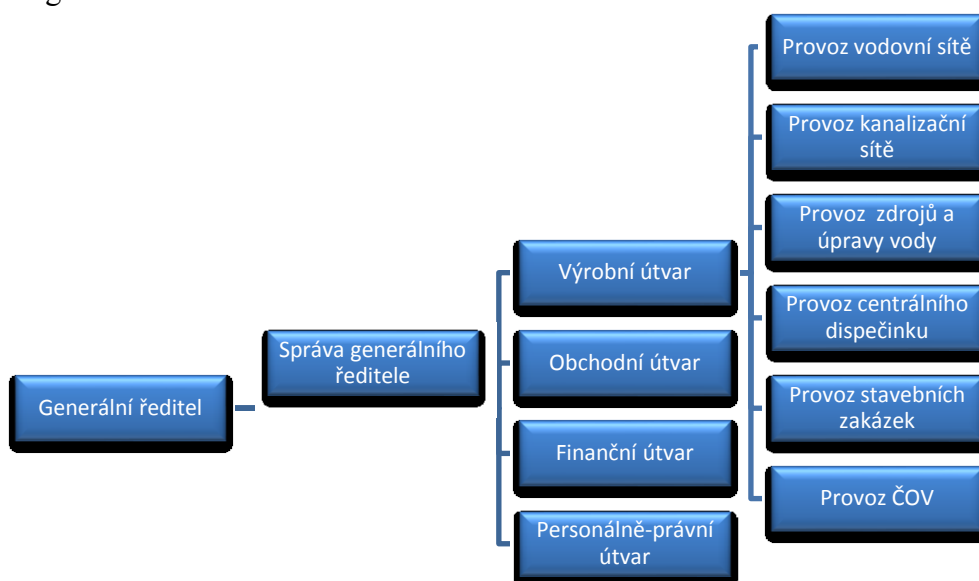 Generální ředitel
Správa generálního
ředitele
Výrobní útvar
Obchodní útvar
Finanční útvar
Personálně-právní
útvar
Provoz vodovní sítě
Provoz kanalizační
sítě
Provoz zdrojů a
úpravy vody
Provoz centrálního
dispečinku
Provoz stavebních
zakázek
Provoz ČOV